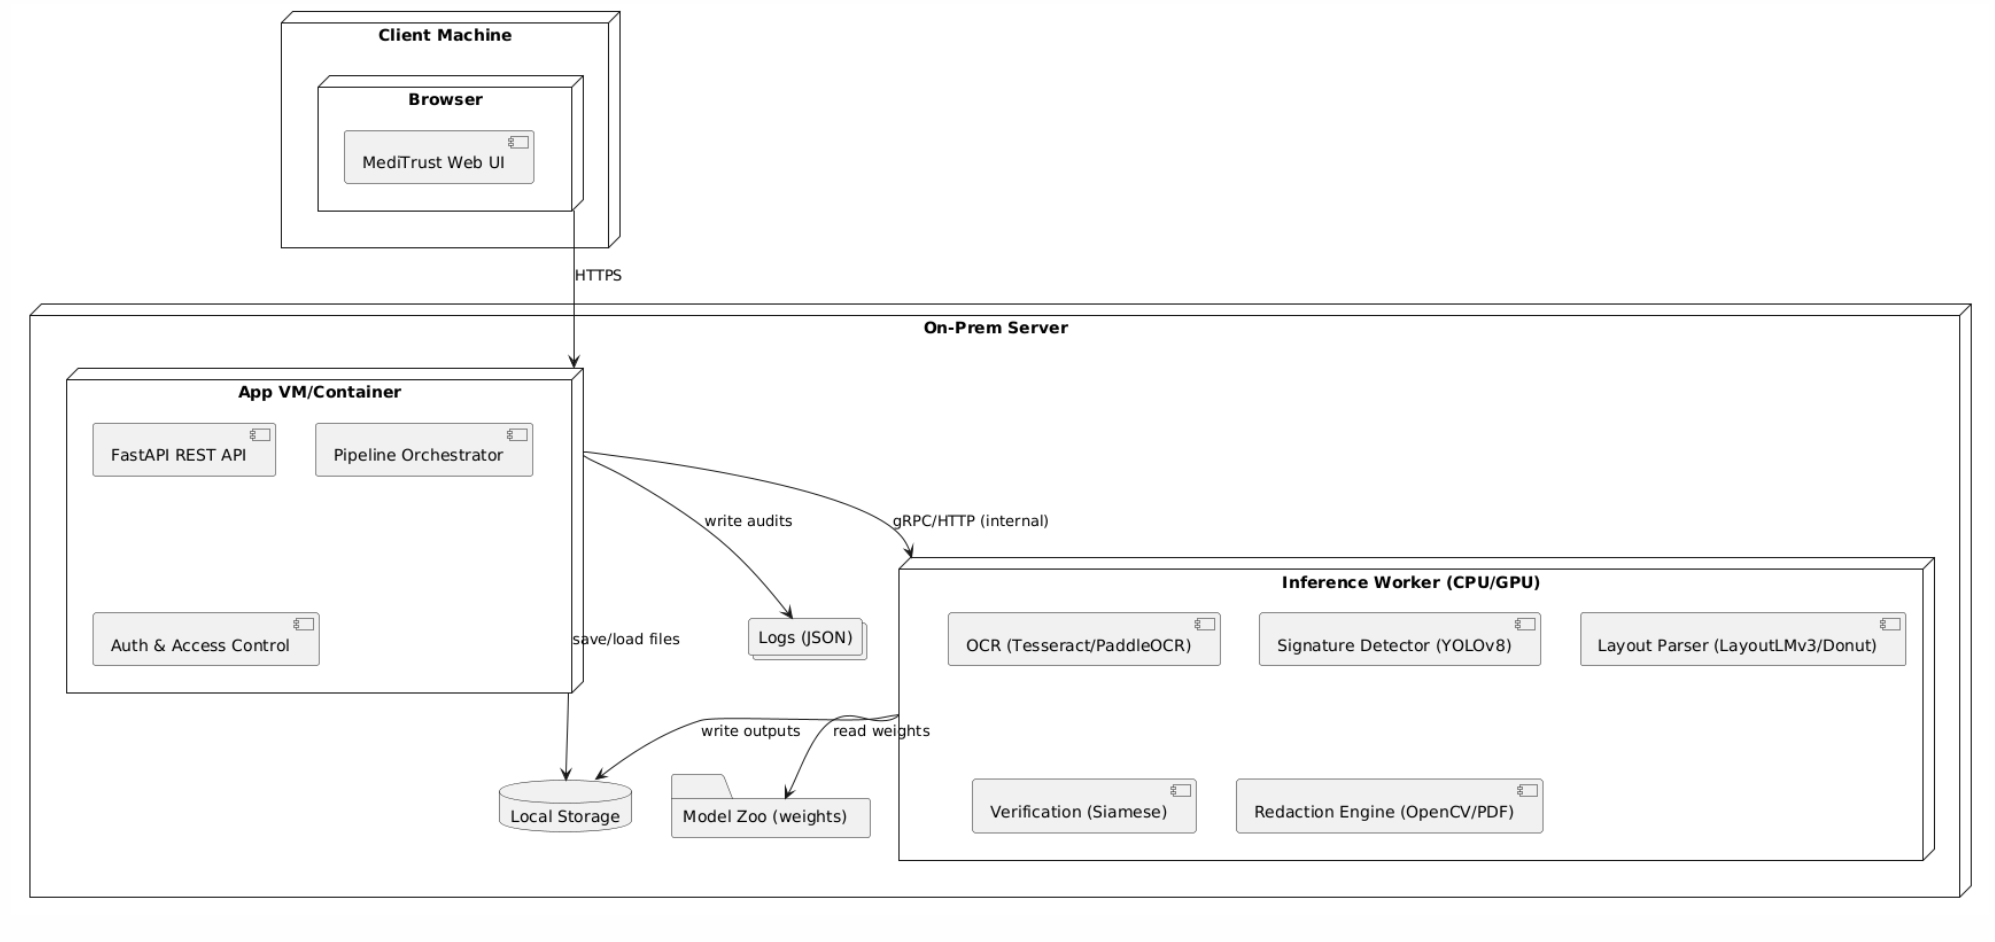 Client Machine
Browser
MediTrust Web UI
HTTPS
On-Prem Server
App VM/Container
FastAPI REST API
Pipeline Orchestrator
Auth & Access Control
write audits
gRPC/HTTP (internal)
save/load files
Logs (JSON)
Inference Worker (CPU/GPU)
OCR (Tesseract/PaddleOCR)
Signature Detector (YOLOv8)
Layout Parser (LayoutLMv3/Donut)
write outputs
read weights
Local Storage
Model Zoo (weights)
Verification (Siamese)
Redaction Engine (OpenCV/PDF)